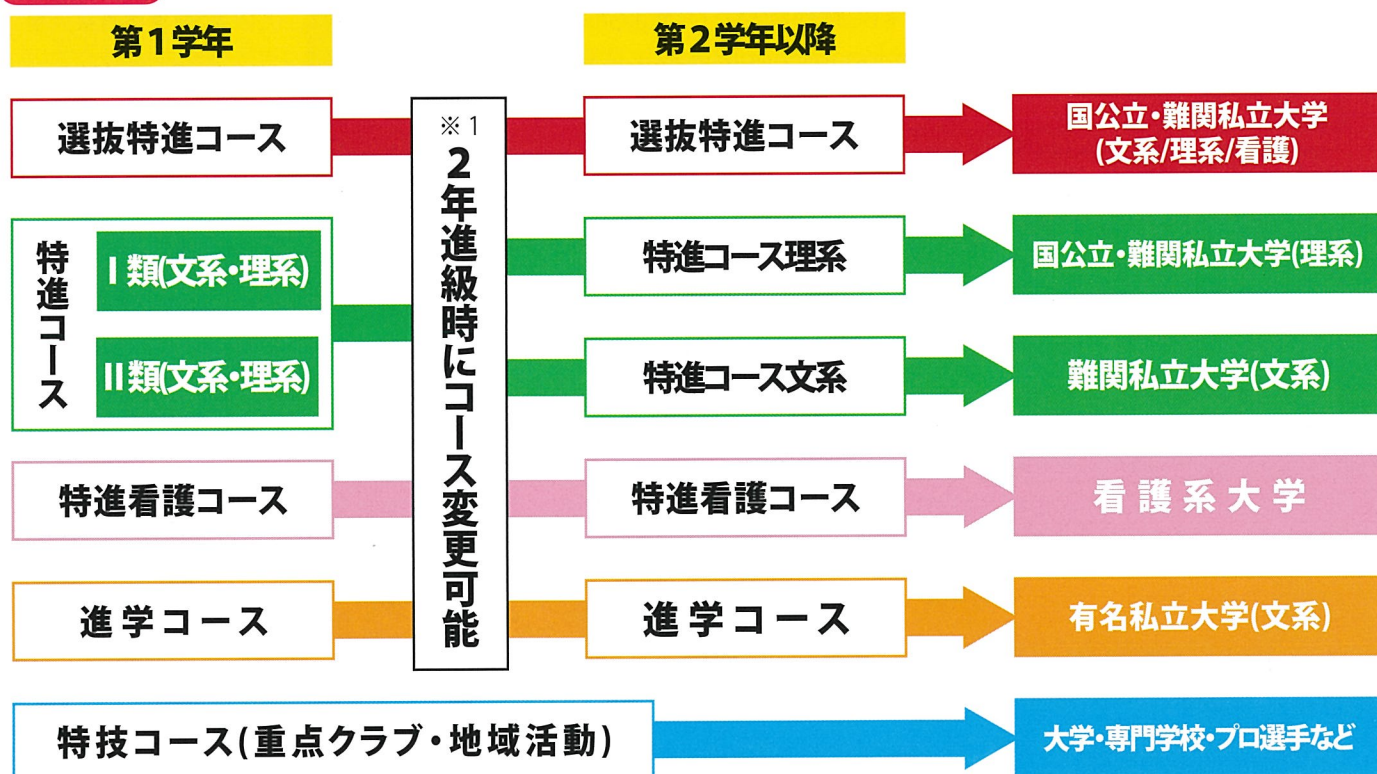 第1学年
第2学年以降
選抜特進コース
※1
2年進級時にコース変更可能
選抜特進コース
国公立・難関私立大学
(文系/理系/看護)
特進コース
Ⅰ類(文系・理系)
Ⅱ類(文系・理系)
特進コース理系
国公立・難関私立大学(理系)
特進コース文系
難関私立大学(文系)
特進看護コース
特進看護コース
看護系大学
進学コース
進学コース
有名私立大学(文系)
特技コース(重点クラブ・地域活動)
大学・専門学校・プロ選手など